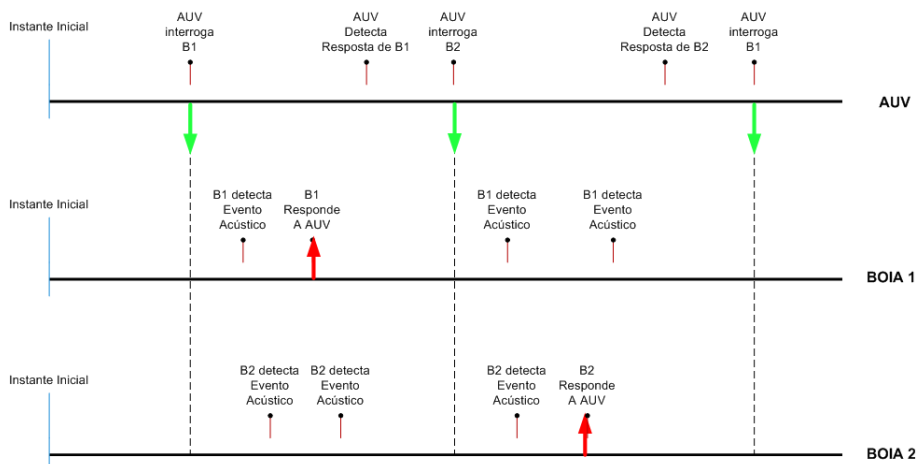 Instante Inicial
AUV
interroga
B1
AUV
Detecta
Resposta de B1
AUV
interroga
B2
AUV
Detecta
Resposta de B2
AUV
interroga
B1
AUV
Instante Inicial
B1 detecta
Evento
Acústico
B1
Responde
A AUV
B1 detecta
Evento
Acústico
B1 detecta
Evento
Acústico
BOIA 1
Instante Inicial
B2 detecta
Evento
Acústico
B2 detecta
Evento
Acústico
B2 detecta
Evento
Acústico
B2
Responde
A AUV
BOIA 2